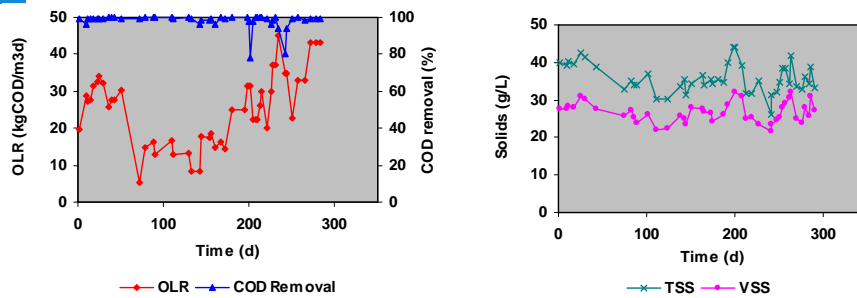 OLR (kgCOD/m3d)
50
40
30
20
10
0
100
80
60
40
20
0
COD removal (%)
0 100 200 300
Time (d)
OLR COD Removal
Solids (g/L)
50
40
30
20
10
0
0 100 200 300
Time (d)
TSS VSS